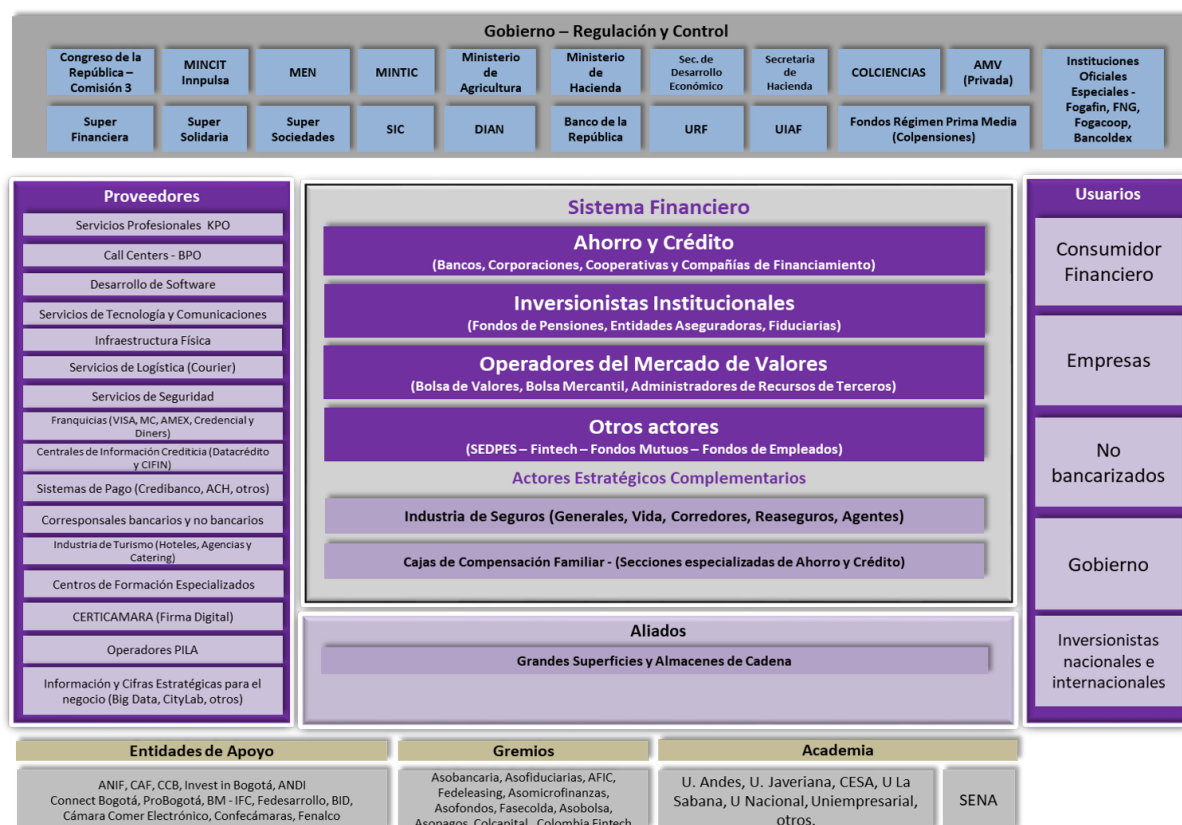 Gobierno – Regulación y Control
Congreso de la
República –
Comisión 3
MINCIT
Innpulsa
MEN
MINTIC
Ministerio
de
Agricultura
Ministerio
de
Hacienda
Sec. de
Desarrollo
Económico
Secretaria
de
Hacienda
COLCIENCIAS
AMV
(Privada)
Instituciones
Oficiales
Especiales -
Fogafin, FNG,
Fogacoop,
Bancoldex
Super
Financiera
Super
Solidaria
Super
Sociedades
SIC
DIAN
Banco de la
República
URF
UIAF
Fondos Régimen Prima Media
(Colpensiones)
Proveedores
Servicios Profesionales KPO
Call Centers - BPO
Desarrollo de Software
Servicios de Tecnología y Comunicaciones
Infraestructura Física
Servicios de Logística (Courier)
Servicios de Seguridad
Franquicias (VISA, MC, AMEX, Credencial y
Diners)
Centrales de Información Crediticia (Datacrédito
y CIFIN)
Sistemas de Pago (Credibanco, ACH, otros)
Corresponsales bancarios y no bancarios
Industria de Turismo (Hoteles, Agencias y
Catering)
Centros de Formación Especializados
CERTICAMARA (Firma Digital)
Operadores PILA
Información y Cifras Estratégicas para el
negocio (Big Data, CityLab, otros)
Sistema Financiero
Ahorro y Crédito
(Bancos, Corporaciones, Cooperativas y Compañías de Financiamiento)
Inversionistas Institucionales
(Fondos de Pensiones, Entidades Aseguradoras, Fiduciarias)
Operadores del Mercado de Valores
(Bolsa de Valores, Bolsa Mercantil, Administradores de Recursos de Terceros)
Otros actores
(SEDPES – Fintech – Fondos Mutuos – Fondos de Empleados)
Actores Estratégicos Complementarios
Industria de Seguros (Generales, Vida, Corredores, Reaseguros, Agentes)
Cajas de Compensación Familiar - (Secciones especializadas de Ahorro y Crédito)
Aliados
Grandes Superficies y Almacenes de Cadena
Usuarios
Consumidor
Financiero
Empresas
No
bancarizados
Gobierno
Inversionistas
nacionales e
internacionales
Entidades de Apoyo
ANIF, CAF, CCB, Invest in Bogotá, ANDI
Connect Bogotá, ProBogotá, BM - IFC, Fedesarrollo, BID,
Cámara Comer Electrónico, Confecámaras, Fenalco
Gremios
Asobancaria, Asofiduciarias, AFIC,
Fedeleasing, Asomicrofinanzas,
Asofondos, Fasecolda, Asobolsa,
Asopagos, Colcapital, Colombia Fintech
Academia
U. Andes, U. Javeriana, CESA, U La
Sabana, U Nacional, Uniempresarial,
otros.
SENA